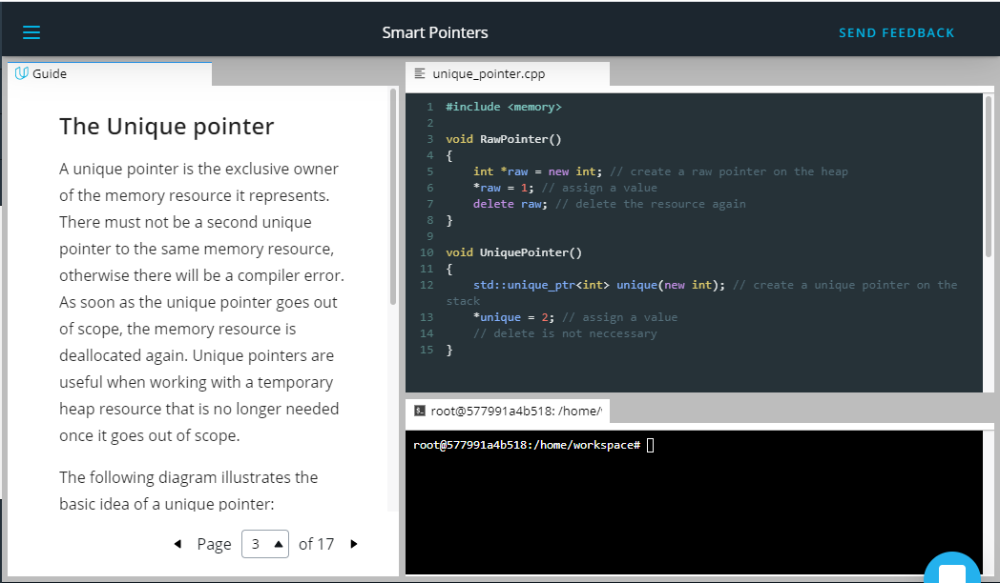 Smart Pointers
SEND FEEDBACK
Guide
The Unique pointer
A unique pointer is the exclusive owner
of the memory resource it represents.
There must not be a second unique
pointer to the same memory resource,
otherwise there will be a compiler error.
As soon as the unique pointer goes out
of scope, the memory resource is
deallocated again. Unique pointers are
useful when working with a temporary
heap resource that is no longer needed
once it goes out of scope.
The following diagram illustrates the
basic idea of a unique pointer:
Page 3 of 17
unique_pointer.cpp
1 #include <memory>
2
3 void RawPointer()
4 {
5 int *raw = new int; // create a raw pointer on the heap
6 *raw = 1; // assign a value
7 delete raw; // delete the resource again
8 }
9
10 void UniquePointer()
11 {
12 std::unique_ptr<int> unique(new int); // create a unique pointer on the
stack
13 *unique = 2; // assign a value
14 // delete is not neccessary
15 }
root@577991a4b518: /home/
root@577991a4b518:/home/workspace#